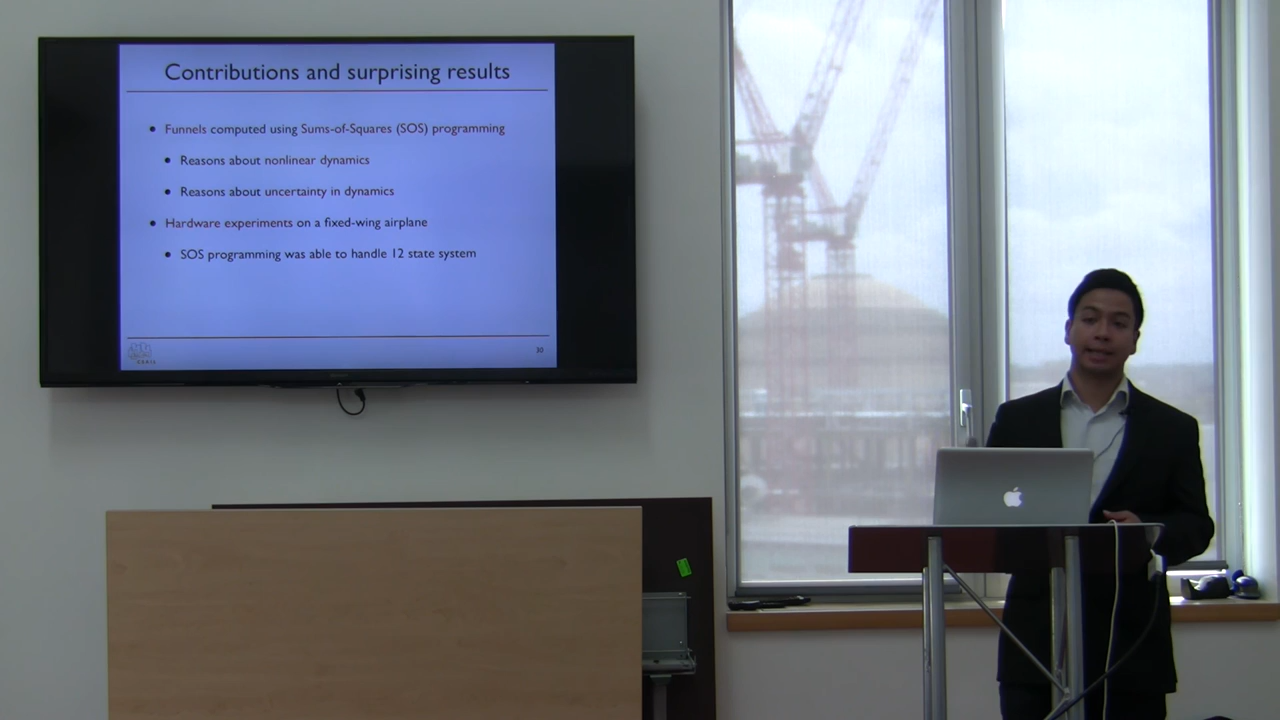 Contributions and surprising results
• Funnels computed using Sums-of-Squares (SOS) programming
• Reasons about nonlinear dynamics
• Reasons about uncertainty in dynamics
• Hardware experiments on a fixed-wing airplane
• SOS programming was able to handle 12 state system
30